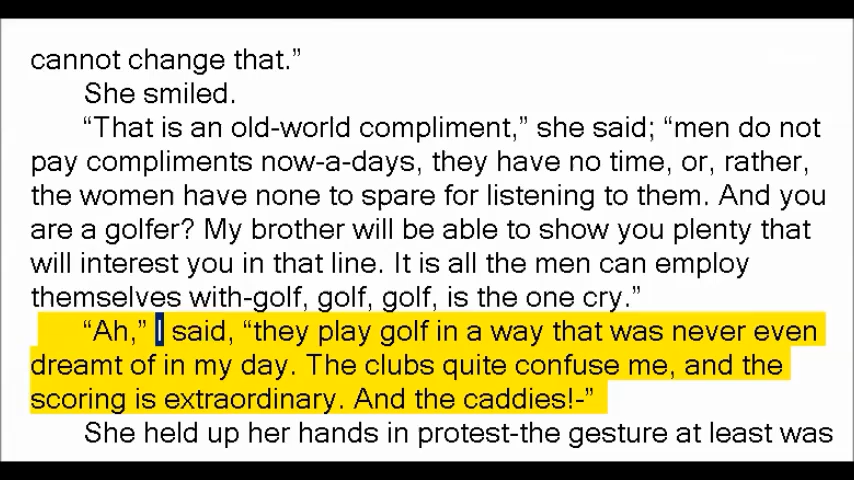 cannot change that.”
She smiled.
“That is an old-world compliment,” she said; “men do not
pay compliments now-a-days, they have no time, or, rather,
the women have none to spare for listening to them. And you
are a golfer? My brother will be able to show you plenty that
will interest you in that line. It is all the men can employ
themselves with-golf, golf, golf, is the one cry.”
“Ah,” I said, “they play golf in a way that was never even
dreamt of in my day. The clubs quite confuse me, and the
scoring is extraordinary. And the caddies!-”
She held up her hands in protest-the gesture at least was